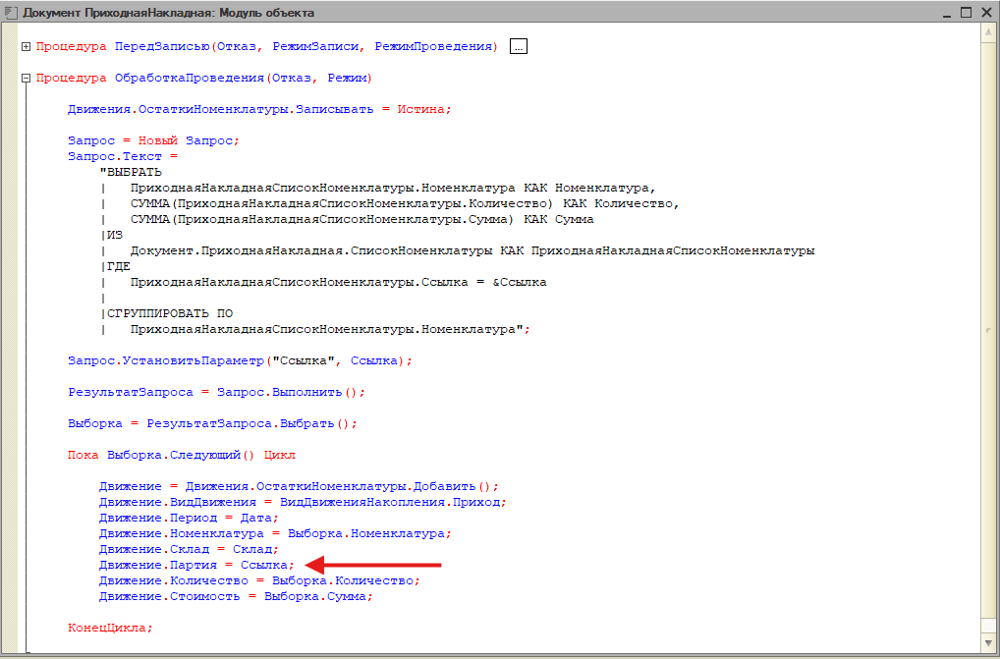 Документ ПриходнаяНакладная: Модуль объекта
Процедура ПередЗаписью(Отказ, РежимЗаписи, РежимПроведения) ...
Процедура ОбработкаПроведения(Отказ, Режим)
Движения.ОстаткиНоменклатуры.Записывать = Истина;
Запрос = Новый Запрос;
Запрос.Текст =
"ВЫБРАТЬ
| ПриходнаяНакладнаяСписокНоменклатуры.Номенклатура КАК Номенклатура,
| СУММА(ПриходнаяНакладнаяСписокНоменклатуры.Количество) КАК Количество,
| СУММА(ПриходнаяНакладнаяСписокНоменклатуры.Сумма) КАК Сумма
|ИЗ
| Документ.ПриходнаяНакладная.СписокНоменклатуры КАК ПриходнаяНакладнаяСписокНоменклатуры
|ГДЕ
| ПриходнаяНакладнаяСписокНоменклатуры.Ссылка = &Ссылка
|
|СГРУППИРОВАТЬ ПО
| ПриходнаяНакладнаяСписокНоменклатуры.Номенклатура";
Запрос.УстановитьПараметр("Ссылка", Ссылка);
РезультатЗапроса = Запрос.Выполнить();
Выборка = РезультатЗапроса.Выбрать();
Пока Выборка.Следующий() Цикл
Движение = Движения.ОстаткиНоменклатуры.Добавить();
Движение.ВидДвижения = ВидДвиженияНакопления.Приход;
Движение.Период = Дата;
Движение.Номенклатура = Выборка.Номенклатура;
Движение.Склад = Склад;
Движение.Партия = Ссылка;
Движение.Количество = Выборка.Количество;
Движение.Стоимость = Выборка.Сумма;
КонецЦикла;